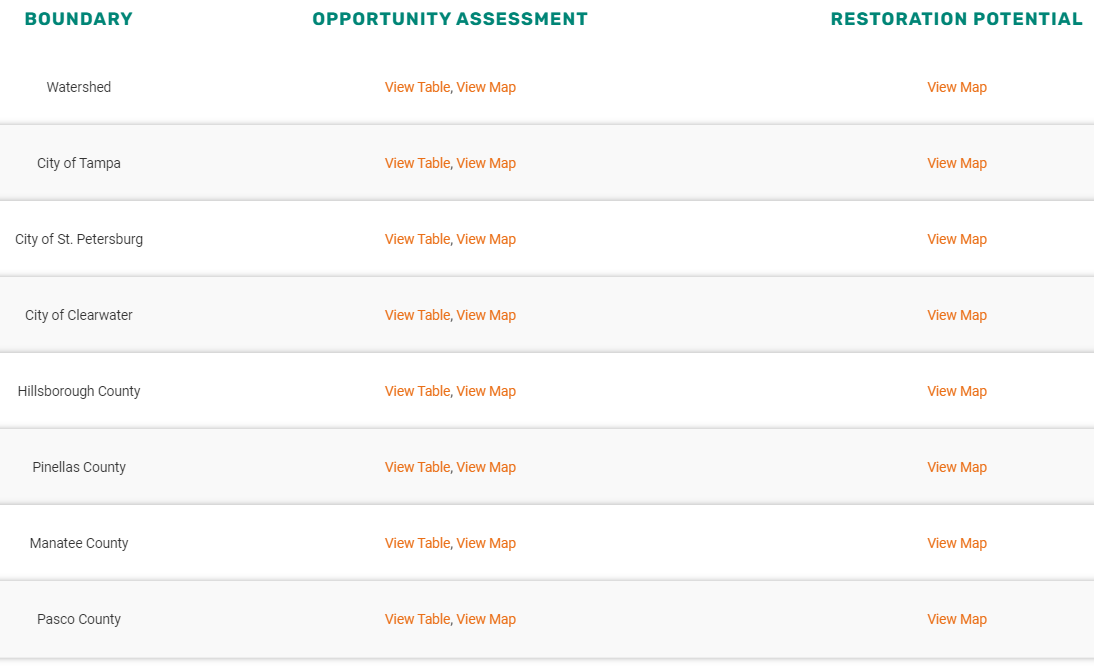 BOUNDARY OPPORTUNITY ASSESSMENT RESTORATION POTENTIAL
Watershed View Table, View Map View Map
City of Tampa View Table, View Map View Map
City of St. Petersburg View Table, View Map View Map
City of Clearwater View Table, View Map View Map
Hillsborough County View Table, View Map View Map
Pinellas County View Table, View Map View Map
Manatee County View Table, View Map View Map
Pasco County View Table, View Map View Map